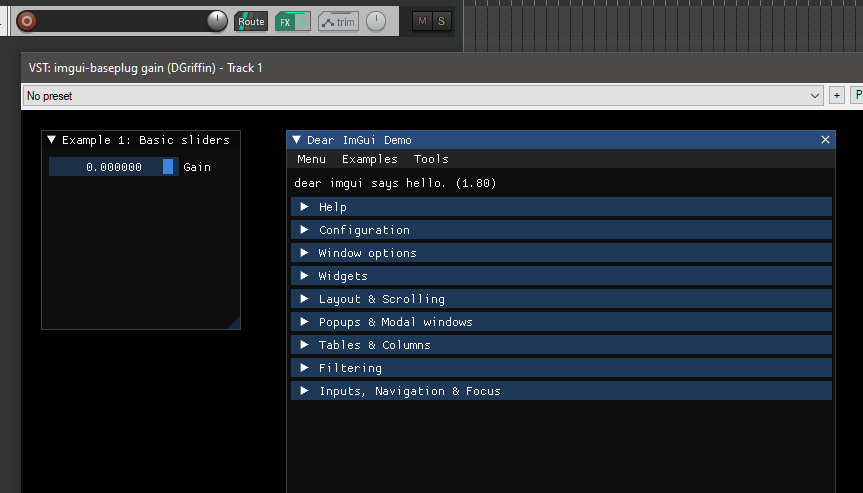 Route
FX
trim
M S
VST: imgui-baseplug gain (DGriffin) - Track 1
No preset
+
P
Example 1: Basic sliders
0.000000 Gain
Dear ImGui Demo
Menu Examples Tools
dear imgui says hello. (1.80)
Help
Configuration
Window options
Widgets
Layout & Scrolling
Popups & Modal windows
Tables & Columns
Filtering
Inputs, Navigation & Focus